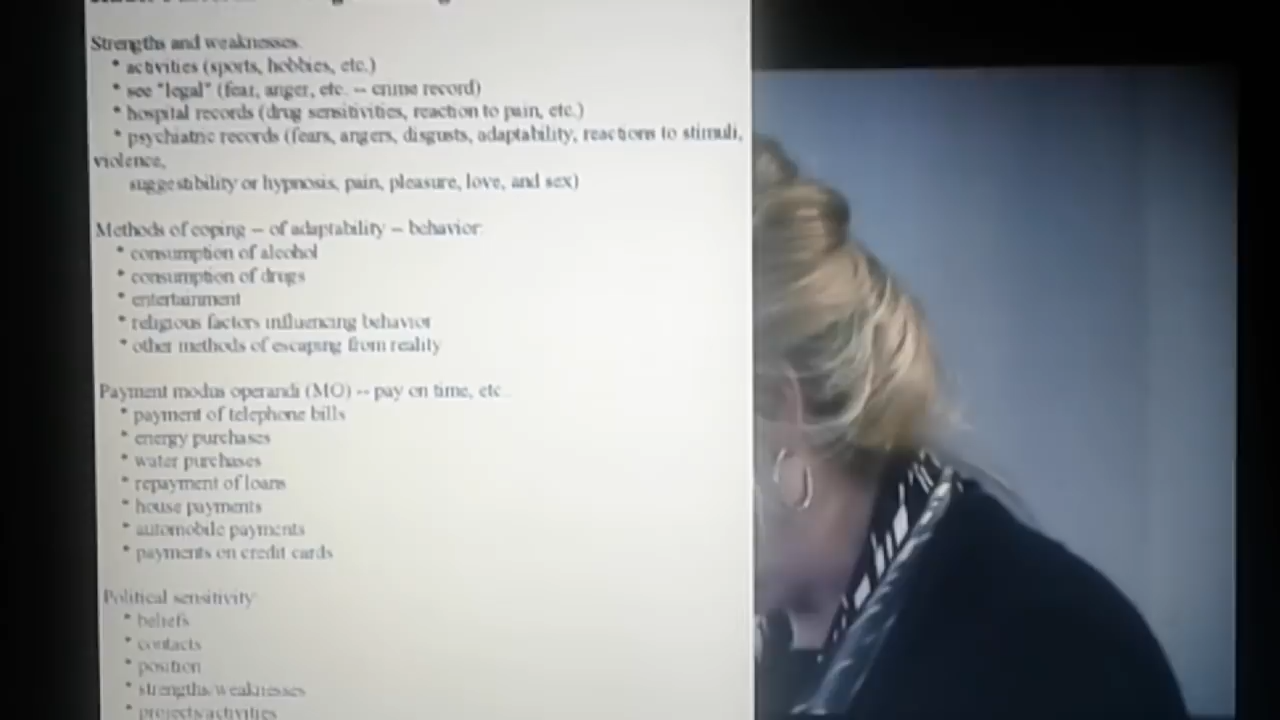 Strengths and weaknesses:
* activities (sports, hobbies, etc.)
* see "legal" (fear, anger, etc. -- crime record)
* hospital records (drug sensitivities, reaction to pain, etc.)
* psychiatric records (fears, angers, disgusts, adaptability, reactions to stimuli,
violence,
suggestibility or hypnosis, pain, pleasure, love, and sex)
Methods of coping -- of adaptability -- behavior:
* consumption of alcohol
* consumption of drugs
* entertainment
* religious factors influencing behavior
* other methods of escaping from reality
Payment modus operandi (MO) -- pay on time, etc.
* payment of telephone bills
* energy purchases
* water purchases
* repayment of loans
* house payments
* automobile payments
* payments on credit cards
Political sensitivity:
* beliefs
* contacts
* position
* strengths/weaknesses
* projects/activities